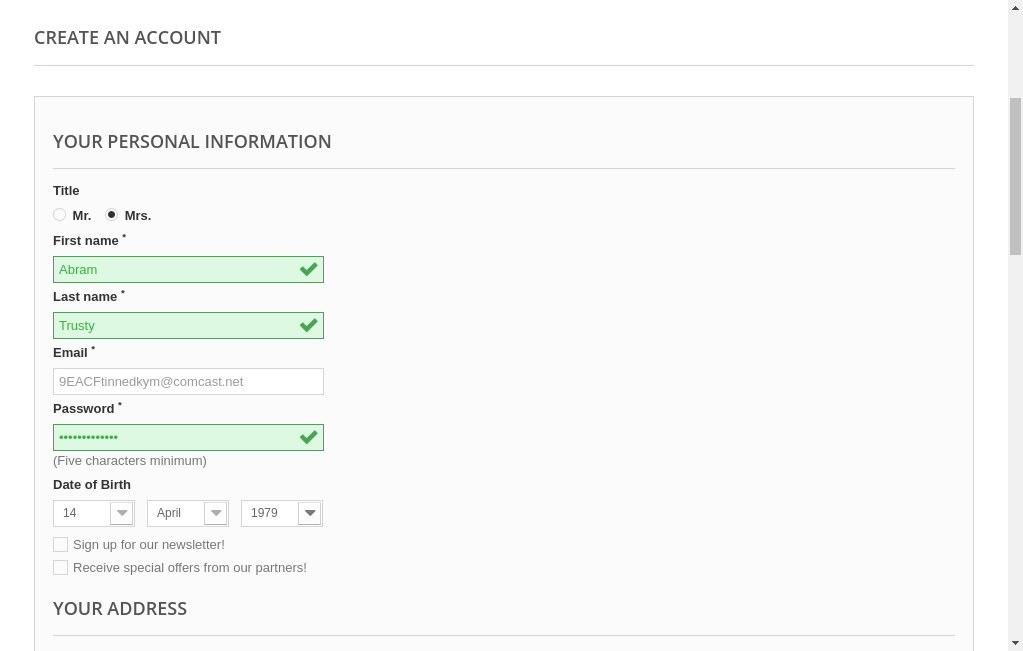 CREATE AN ACCOUNT
YOUR PERSONAL INFORMATION
Title
Mr. Mrs.
First name *
Abram
Last name *
Trusty
Email *
9EACFtinnedkym@comcast.net
Password *
•••••••••••••
(Five characters minimum)
Date of Birth
14 April 1979
Sign up for our newsletter!
Receive special offers from our partners!
YOUR ADDRESS